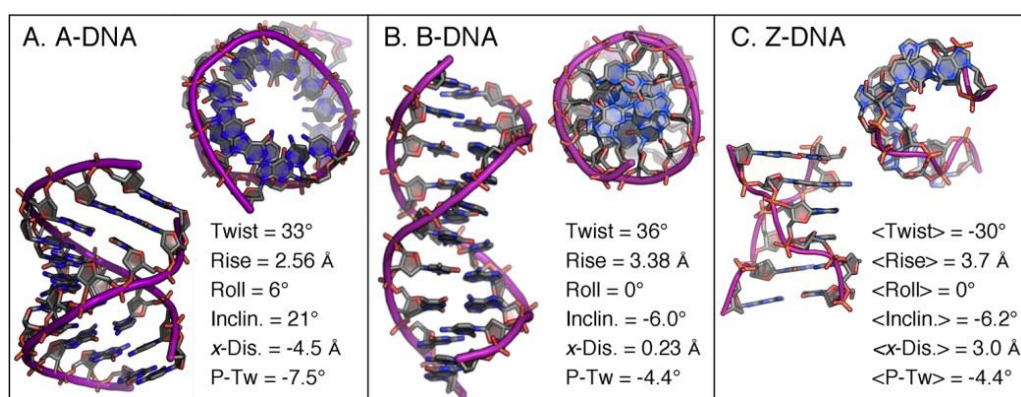 A. A-DNA
Twist = 33°
Rise = 2.56 Å
Roll = 6°
Inclin. = 21°
x-Dis. = -4.5 Å
P-Tw = -7.5°
B. B-DNA
Twist = 36°
Rise = 3.38 Å
Roll = 0°
Inclin. = -6.0°
x-Dis. = 0.23 Å
P-Tw = -4.4°
C. Z-DNA
<Twist> = -30°
<Rise> = 3.7 Å
<Roll> = 0°
<Inclin.> = -6.2°
<x-Dis.> = 3.0 Å
<P-Tw> = -4.4°